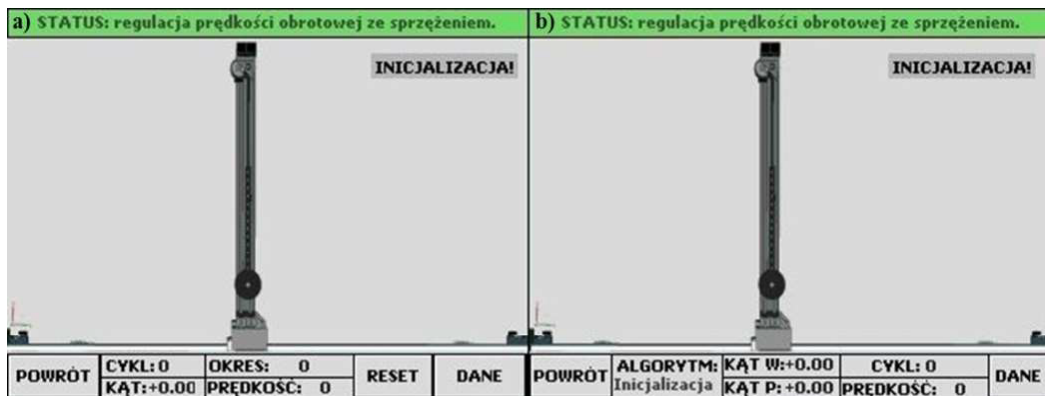 a) STATUS: regulacja prędkości obrotowej ze sprzężeniem.
INICJALIZACJA!
POWRÓT
CYKL: 0
KĄT:+0.00
OKRES: 0
PRĘDKOŚĆ: 0
RESET
DANE
b) STATUS: regulacja prędkości obrotowej ze sprzężeniem.
INICJALIZACJA!
POWRÓT
ALGORYTM:
Inicjalizacja
KĄT W:+0.00
KĄT P: +0.00
CYKL: 0
PRĘDKOŚĆ: 0
DANE